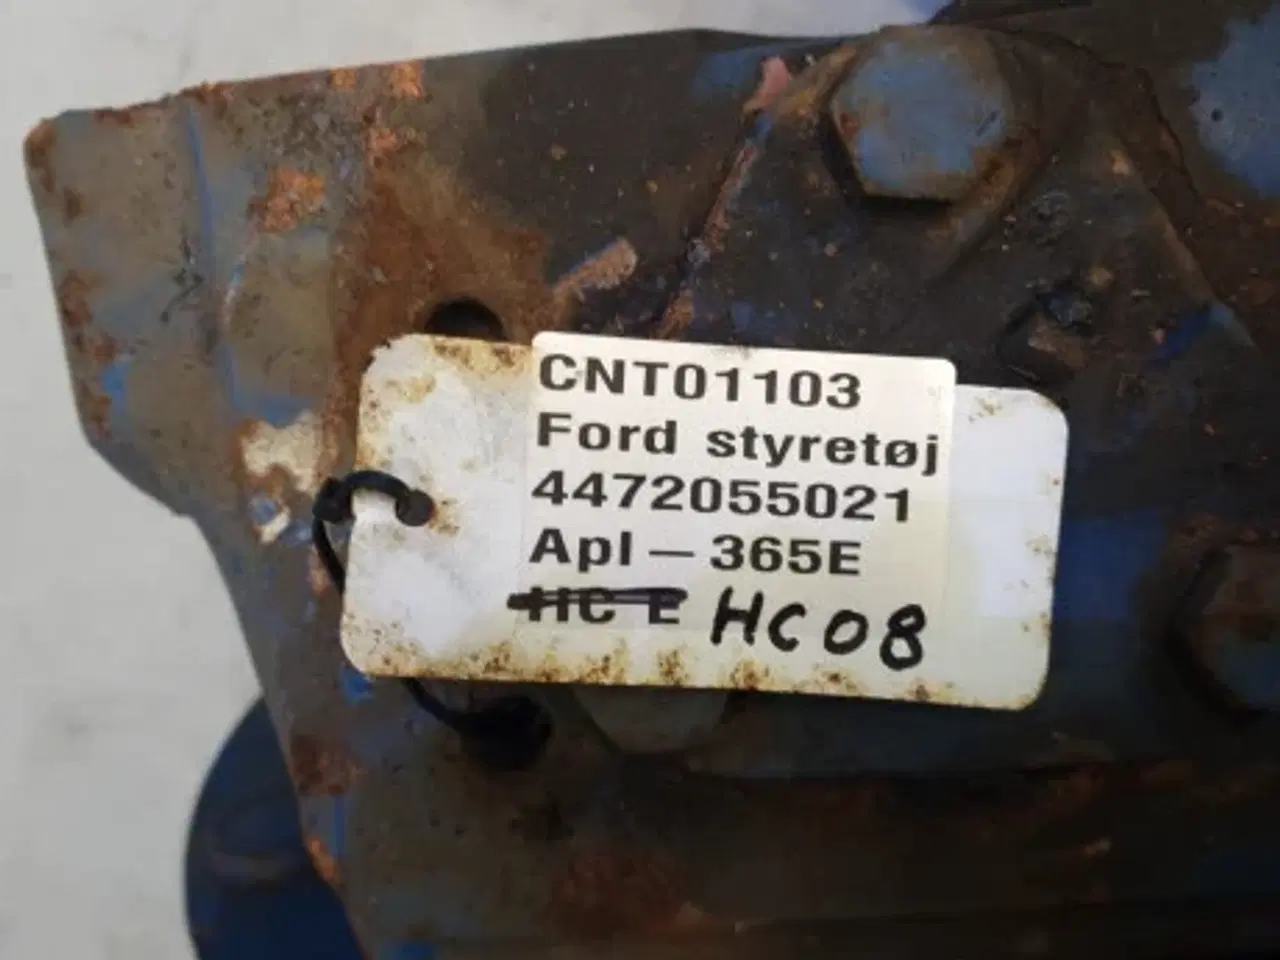 CNT01103
Ford styretøj
4472055021
Apl – 365E
HC E HC08